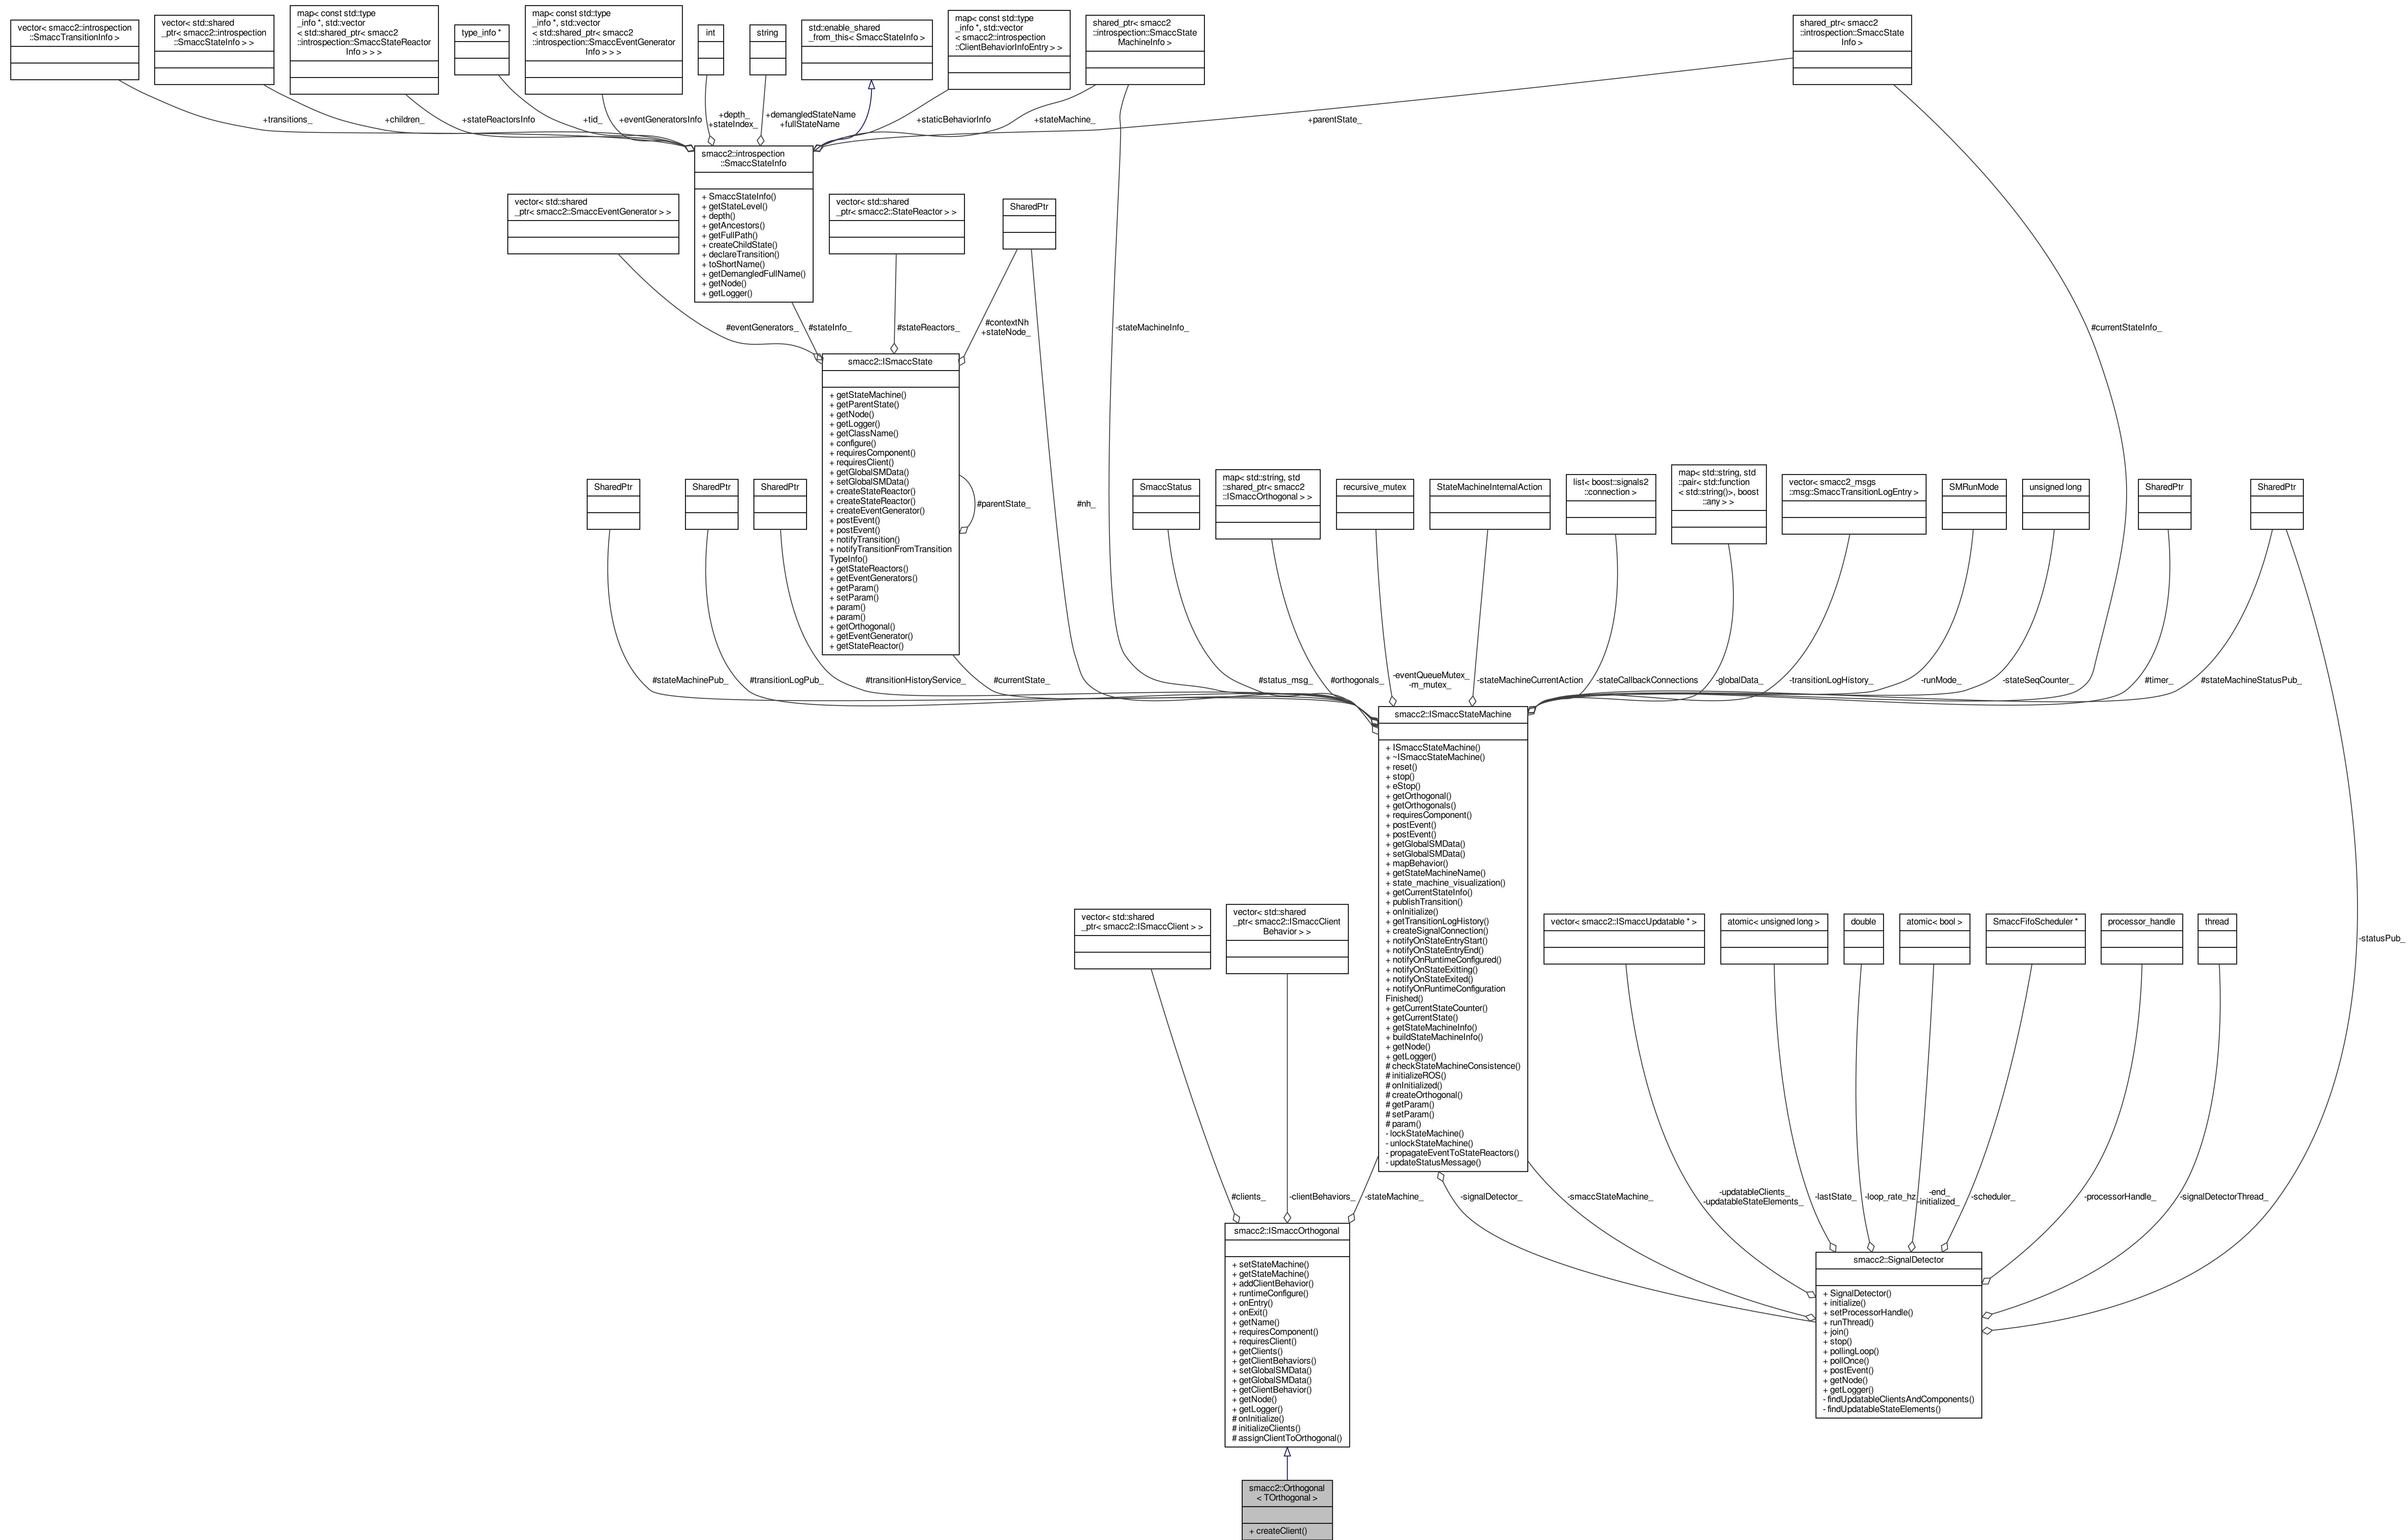 vector< smacc2::introspection
::SmaccTransitionInfo >
vector< std::shared
_ptr< smacc2::introspection
::SmaccStateInfo > >
map< const std::type
_info *, std::vector
< std::shared_ptr< smacc2
::introspection::SmaccStateReactor
Info > > >
type_info *
map< const std::type
_info *, std::vector
< std::shared_ptr< smacc2
::introspection::SmaccEventGenerator
Info > > >
int
string
std::enable_shared
_from_this< SmaccStateInfo >
map< const std::type
_info *, std::vector
< smacc2::introspection
::ClientBehaviorInfoEntry > >
shared_ptr< smacc2
::introspection::SmaccState
MachineInfo >
shared_ptr< smacc2
::introspection::SmaccState
Info >
+transitions_
+children_
+stateReactorsInfo
+tid_
+eventGeneratorsInfo
+depth_
+stateIndex_
+demangledStateName
+fullStateName
+staticBehaviorInfo
+stateMachine_
+parentState_
smacc2::introspection
::SmaccStateInfo
+ SmaccStateInfo()
+ getStateLevel()
+ depth()
+ getAncestors()
+ getFullPath()
+ createChildState()
+ declareTransition()
+ toShortName()
+ getDemangledFullName()
+ getNode()
+ getLogger()
vector< std::shared
_ptr< smacc2::SmaccEventGenerator > >
vector< std::shared
_ptr< smacc2::StateReactor > >
SharedPtr
#eventGenerators_
#stateInfo_
#stateReactors_
#contextNh
+stateNode_
-stateMachineInfo_
#currentStateInfo_
smacc2::ISmaccState
+ getStateMachine()
+ getParentState()
+ getNode()
+ getLogger()
+ getClassName()
+ configure()
+ requiresComponent()
+ requiresClient()
+ getGlobalSMData()
+ setGlobalSMData()
+ createStateReactor()
+ createStateReactor()
+ createEventGenerator()
+ postEvent()
+ postEvent()
+ notifyTransition()
+ notifyTransitionFromTransition
TypeInfo()
+ getStateReactors()
+ getEventGenerators()
+ getParam()
+ setParam()
+ param()
+ param()
+ getOrthogonal()
+ getEventGenerator()
+ getStateReactor()
#parentState_
#nh_
SharedPtr
SharedPtr
SharedPtr
SmaccStatus
map< std::string, std
::shared_ptr< smacc2
::ISmaccOrthogonal > >
recursive_mutex
StateMachineInternalAction
list< boost::signals2
::connection >
map< std::string, std
::pair< std::function
< std::string()>, boost
::any > >
vector< smacc2_msgs
::msg::SmaccTransitionLogEntry >
SMRunMode
unsigned long
SharedPtr
SharedPtr
#stateMachinePub_
#transitionLogPub_
#transitionHistoryService_
#currentState_
#status_msg_
#orthogonals_
-eventQueueMutex_
-m_mutex_
-stateMachineCurrentAction
-stateCallbackConnections
-globalData_
-transitionLogHistory_
-runMode_
-stateSeqCounter_
#timer_
#stateMachineStatusPub_
smacc2::ISmaccStateMachine
+ ISmaccStateMachine()
+ ~ISmaccStateMachine()
+ reset()
+ stop()
+ eStop()
+ getOrthogonal()
+ getOrthogonals()
+ requiresComponent()
+ postEvent()
+ postEvent()
+ getGlobalSMData()
+ setGlobalSMData()
+ mapBehavior()
+ getStateMachineName()
+ state_machine_visualization()
+ getCurrentStateInfo()
+ publishTransition()
+ onInitialize()
+ getTransitionLogHistory()
+ createSignalConnection()
+ notifyOnStateEntryStart()
+ notifyOnStateEntryEnd()
+ notifyOnRuntimeConfigured()
+ notifyOnStateExitting()
+ notifyOnStateExited()
+ notifyOnRuntimeConfiguration
Finished()
+ getCurrentStateCounter()
+ getCurrentState()
+ getStateMachineInfo()
+ buildStateMachineInfo()
+ getNode()
+ getLogger()
# checkStateMachineConsistence()
# initializeROS()
# onInitialized()
# createOrthogonal()
# getParam()
# setParam()
# param()
- lockStateMachine()
- unlockStateMachine()
- propagateEventToStateReactors()
- updateStatusMessage()
vector< std::shared
_ptr< smacc2::ISmaccClient > >
vector< std::shared
_ptr< smacc2::ISmaccClient
Behavior > >
vector< smacc2::ISmaccUpdatable * >
atomic< unsigned long >
double
atomic< bool >
SmaccFifoScheduler *
processor_handle
thread
-statusPub_
#clients_
-clientBehaviors_
-stateMachine_
-signalDetector_
-smaccStateMachine_
-updatableClients_
-updatableStateElements_
-lastState_
-loop_rate_hz
-end_
-initialized_
-scheduler_
-processorHandle_
-signalDetectorThread_
smacc2::ISmaccOrthogonal
+ setStateMachine()
+ getStateMachine()
+ addClientBehavior()
+ runtimeConfigure()
+ onEntry()
+ onExit()
+ getName()
+ requiresComponent()
+ requiresClient()
+ getClients()
+ getClientBehaviors()
+ setGlobalSMData()
+ getGlobalSMData()
+ getClientBehavior()
+ getNode()
+ getLogger()
# onInitialize()
# initializeClients()
# assignClientToOrthogonal()
smacc2::SignalDetector
+ SignalDetector()
+ initialize()
+ setProcessorHandle()
+ runThread()
+ join()
+ stop()
+ pollingLoop()
+ pollOnce()
+ postEvent()
+ getNode()
+ getLogger()
- findUpdatableClientsAndComponents()
- findUpdatableStateElements()
smacc2::Orthogonal
< TOrthogonal >
+ createClient()